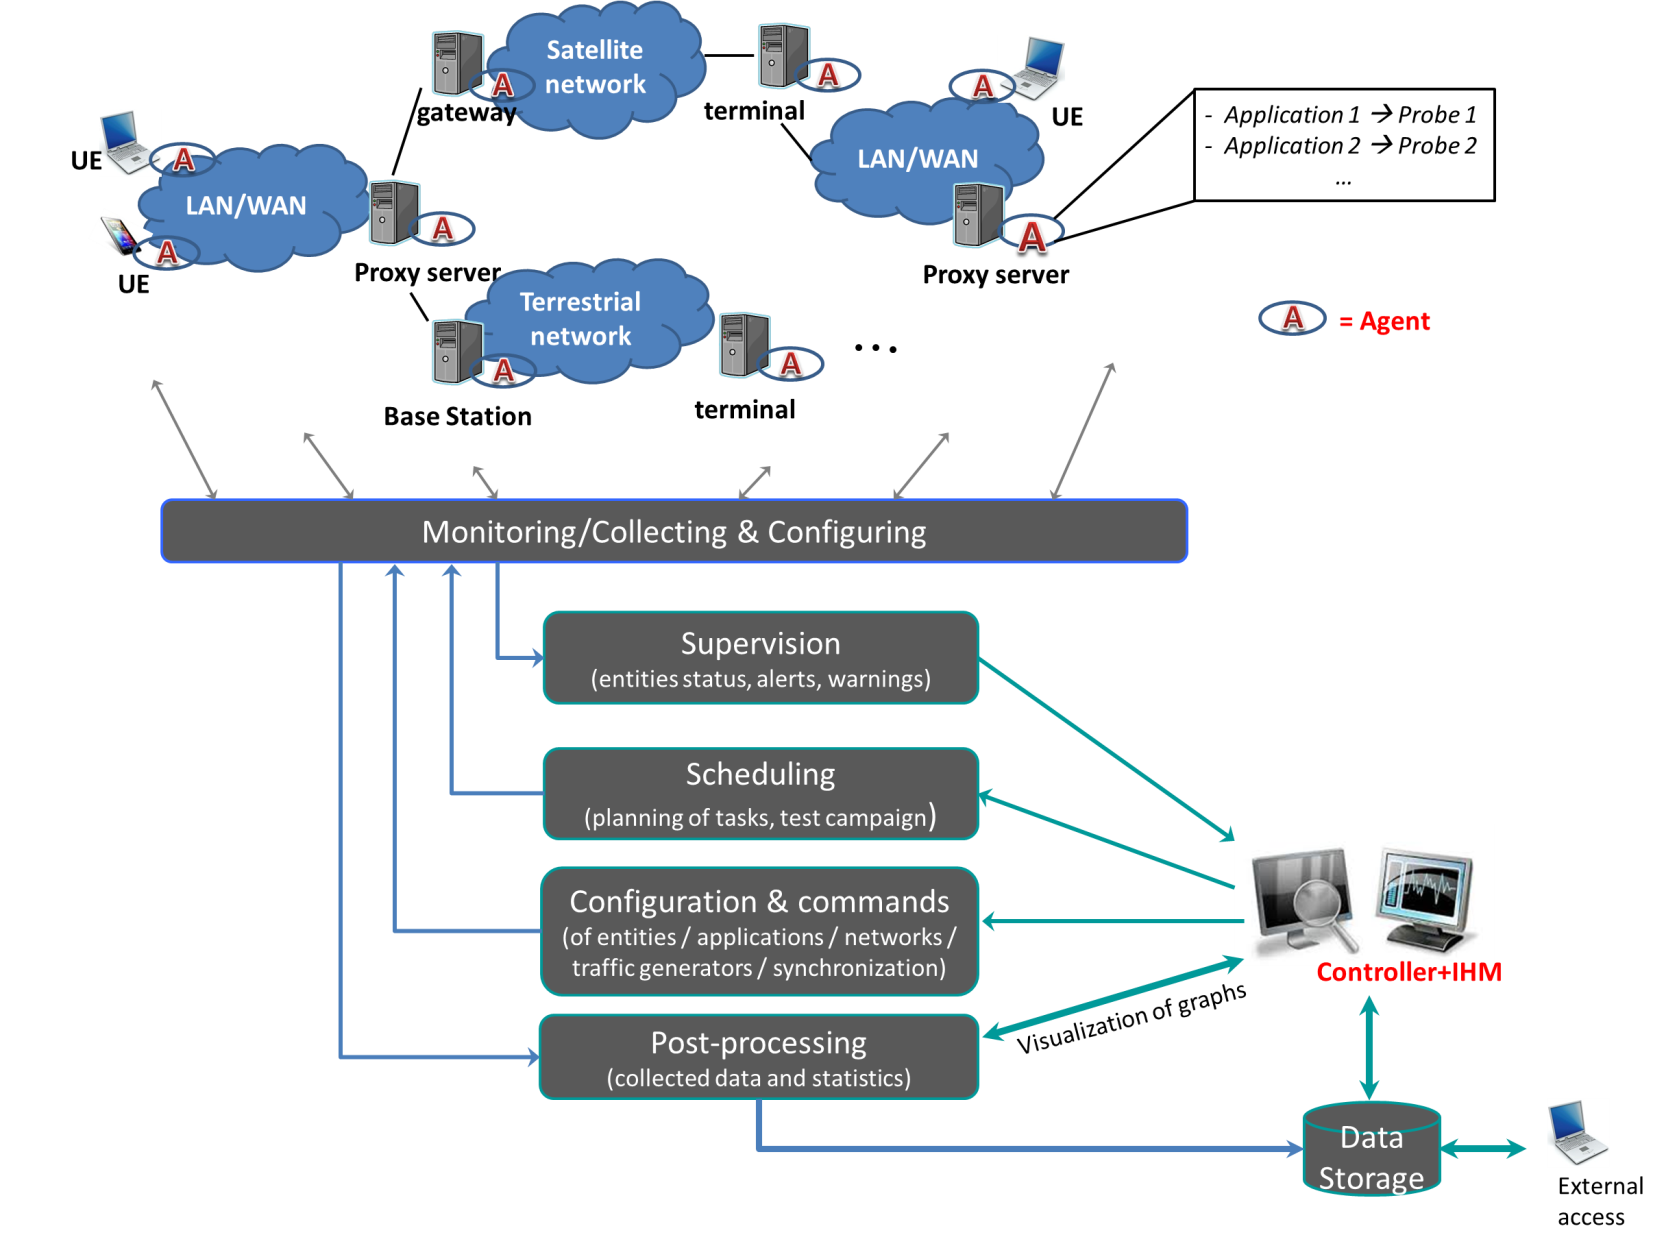 Satellite
network
A
gateway
A
terminal
A
UE
- Application 1 → Probe 1
- Application 2 → Probe 2
...
UE
A
LAN/WAN
A
UE
A
Proxy server
LAN/WAN
A
Proxy server
Terrestrial
network
A
Base Station
A
terminal
...
A = Agent
Monitoring/Collecting & Configuring
Supervision
(entities status, alerts, warnings)
Scheduling
(planning of tasks, test campaign)
Configuration & commands
(of entities / applications / networks /
traffic generators / synchronization)
Controller+IHM
Visualization of graphs
Post-processing
(collected data and statistics)
Data
Storage
External
access